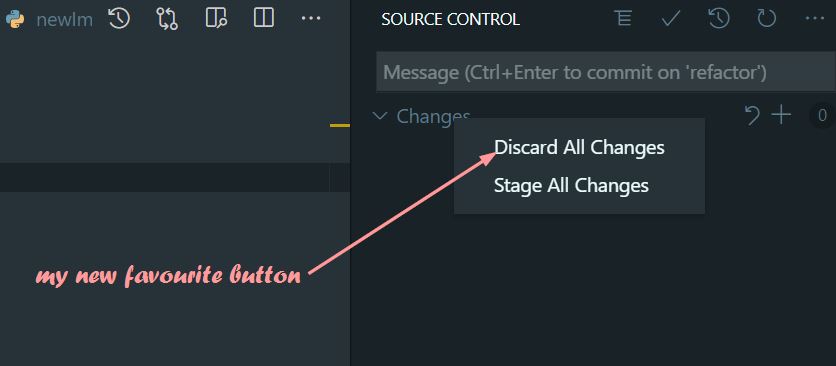 newlm
SOURCE CONTROL
Message (Ctrl+Enter to commit on 'refactor')
Changes
0
Discard All Changes
Stage All Changes
my new favourite button